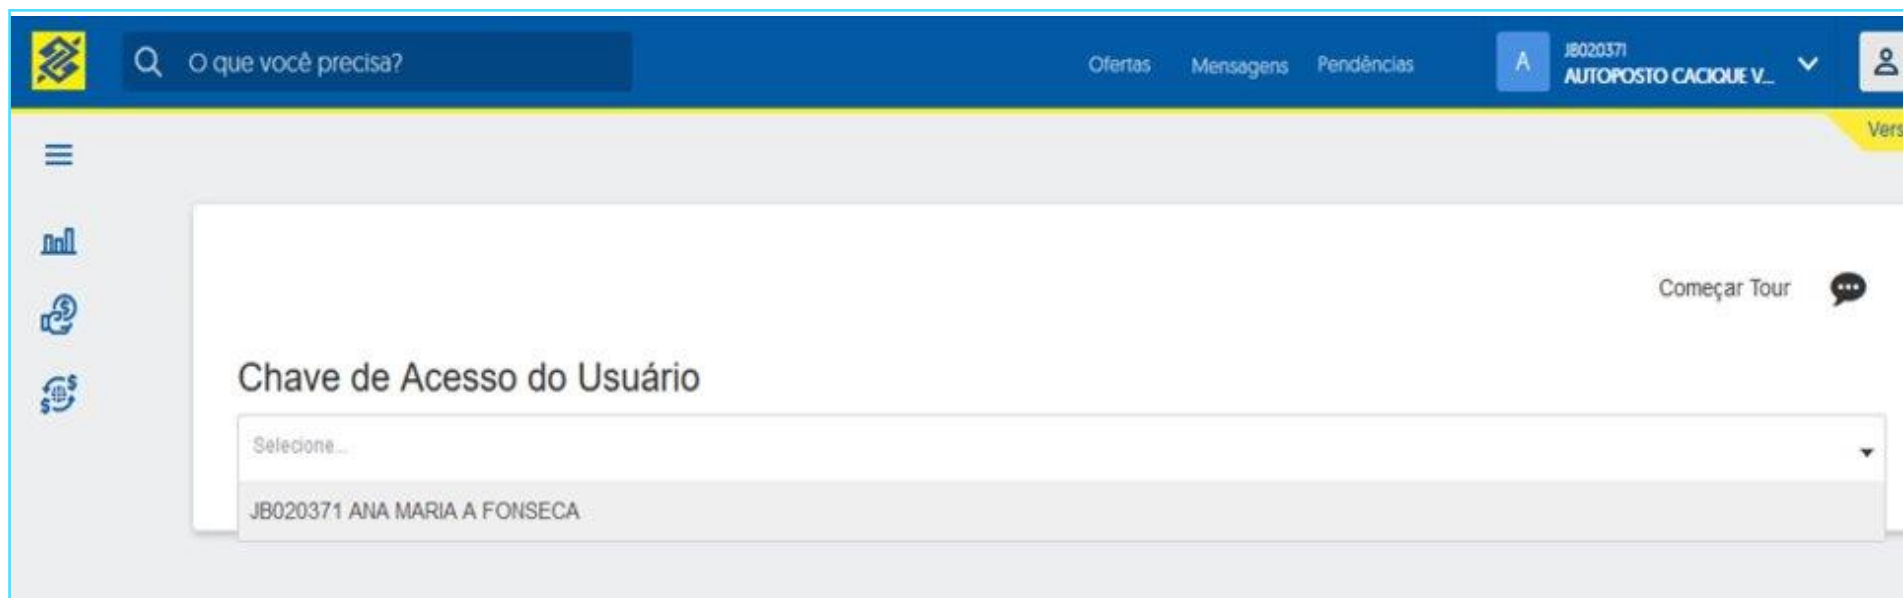 O que você precisa?
Ofertas Mensagens Pendências
A
JB020371
AUTOPOSTO CACIQUE V...
Vers
Começar Tour
Chave de Acesso do Usuário
Selecione...
JB020371 ANA MARIA A FONSECA